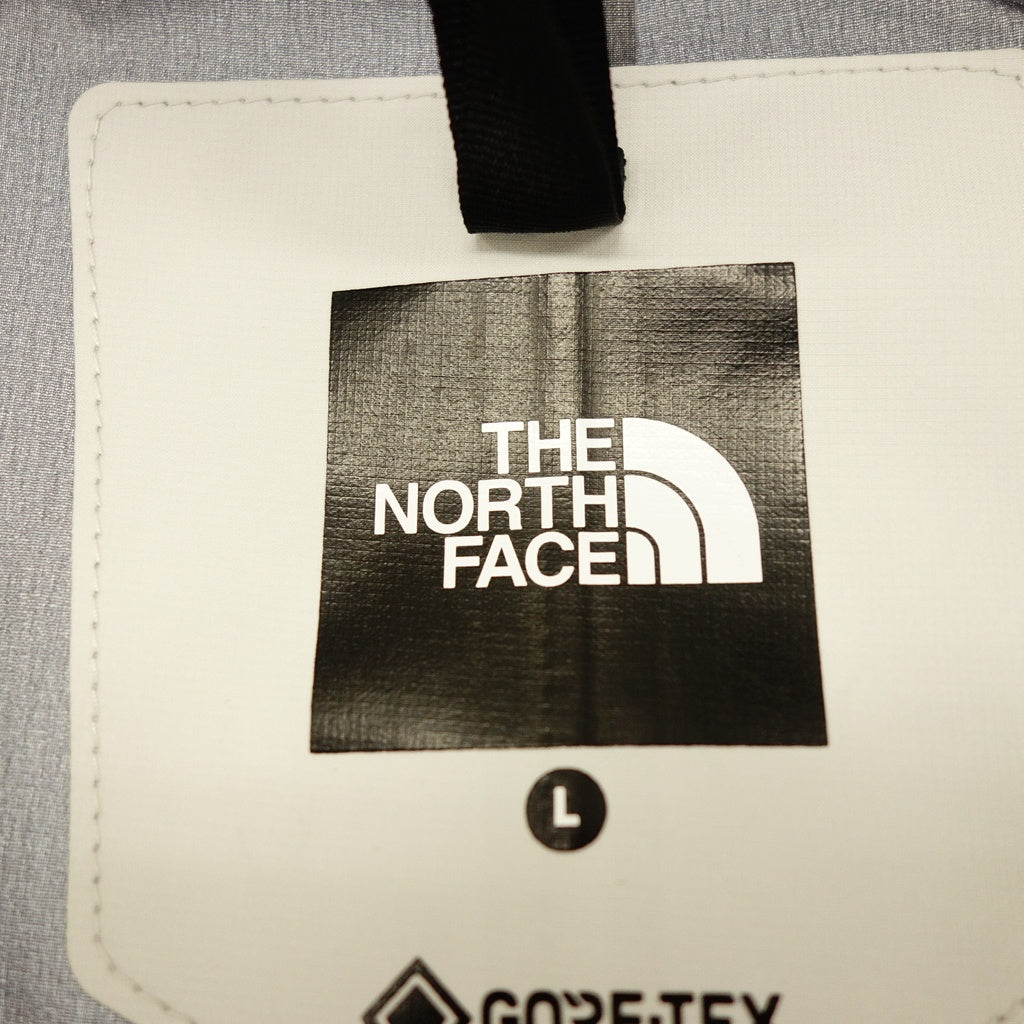 THE
NORTH
FACE
L
GORE-TEX